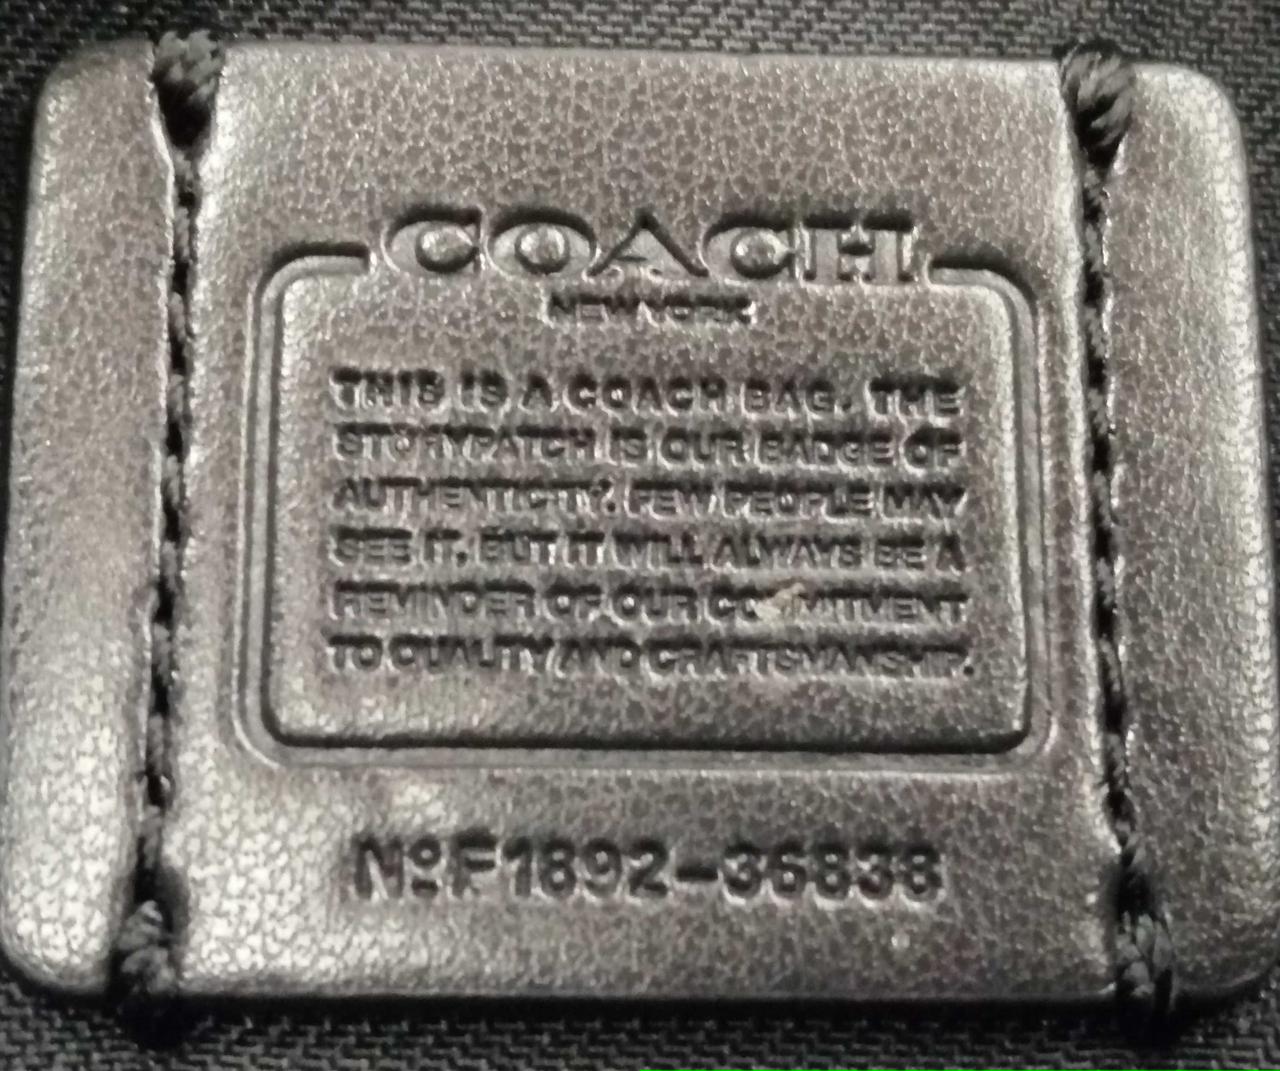 COACH
NEW YORK
THIS IS A COACH BAG. THE
STORYPATCH IS OUR BADGE OF
AUTHENTICITY. FEW PEOPLE MAY
SEE IT, BUT IT WILL ALWAYS BE A
REMINDER OF OUR COMMITMENT
TO QUALITY AND CRAFTSMANSHIP.
Nº F1892-36838